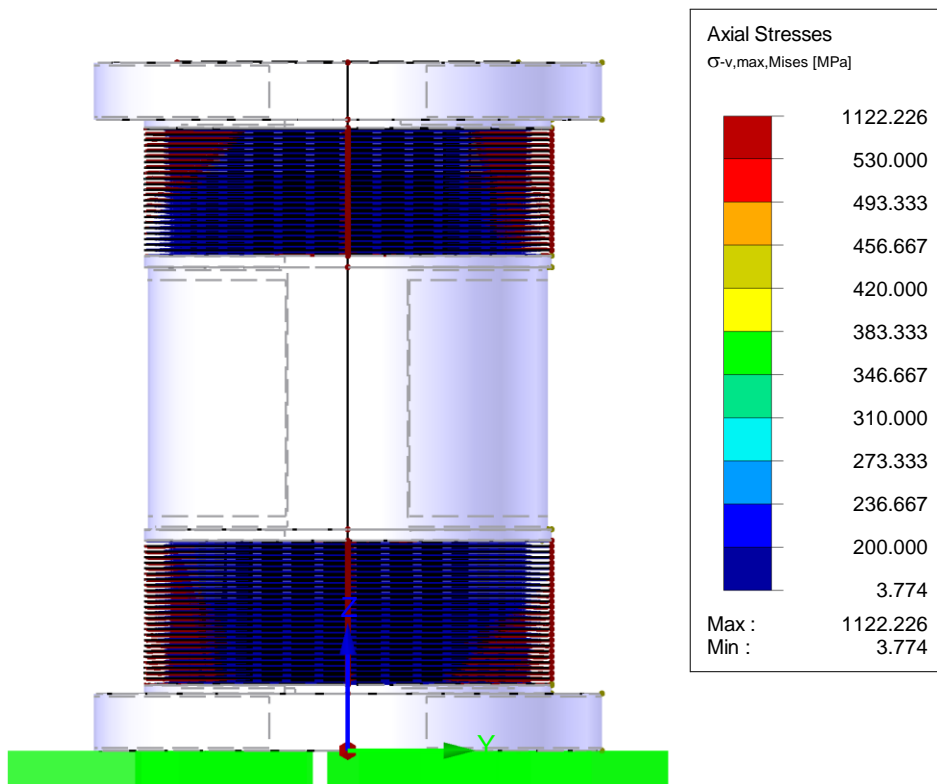 Axial Stresses
σ-v,max,Mises [MPa]
1122.226
530.000
493.333
456.667
420.000
383.333
346.667
310.000
273.333
236.667
200.000
3.774
Max : 1122.226
Min : 3.774
Z
Y